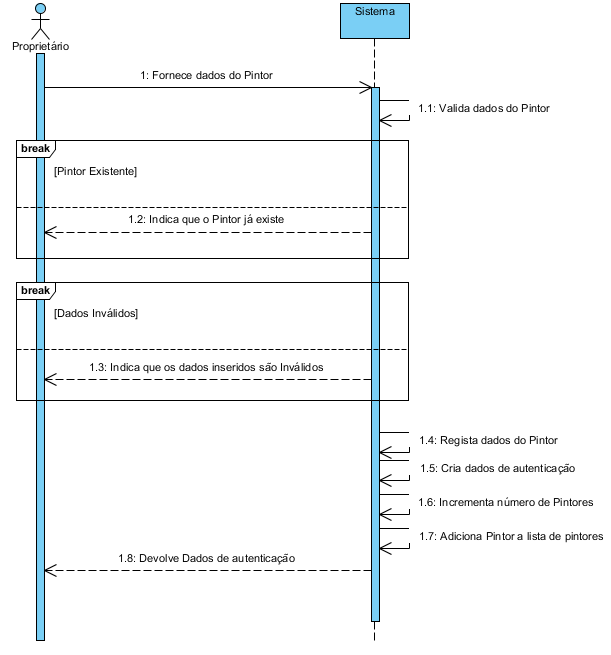 Sistema
Proprietário
1: Fornece dados do Pintor
1.1: Valida dados do Pintor
break
[Pintor Existente]
1.2: Indica que o Pintor já existe
break
[Dados Inválidos]
1.3: Indica que os dados inseridos são Inválidos
1.4: Regista dados do Pintor
1.5: Cria dados de autenticação
1.6: Incrementa número de Pintores
1.7: Adiciona Pintor a lista de pintores
1.8: Devolve Dados de autenticação